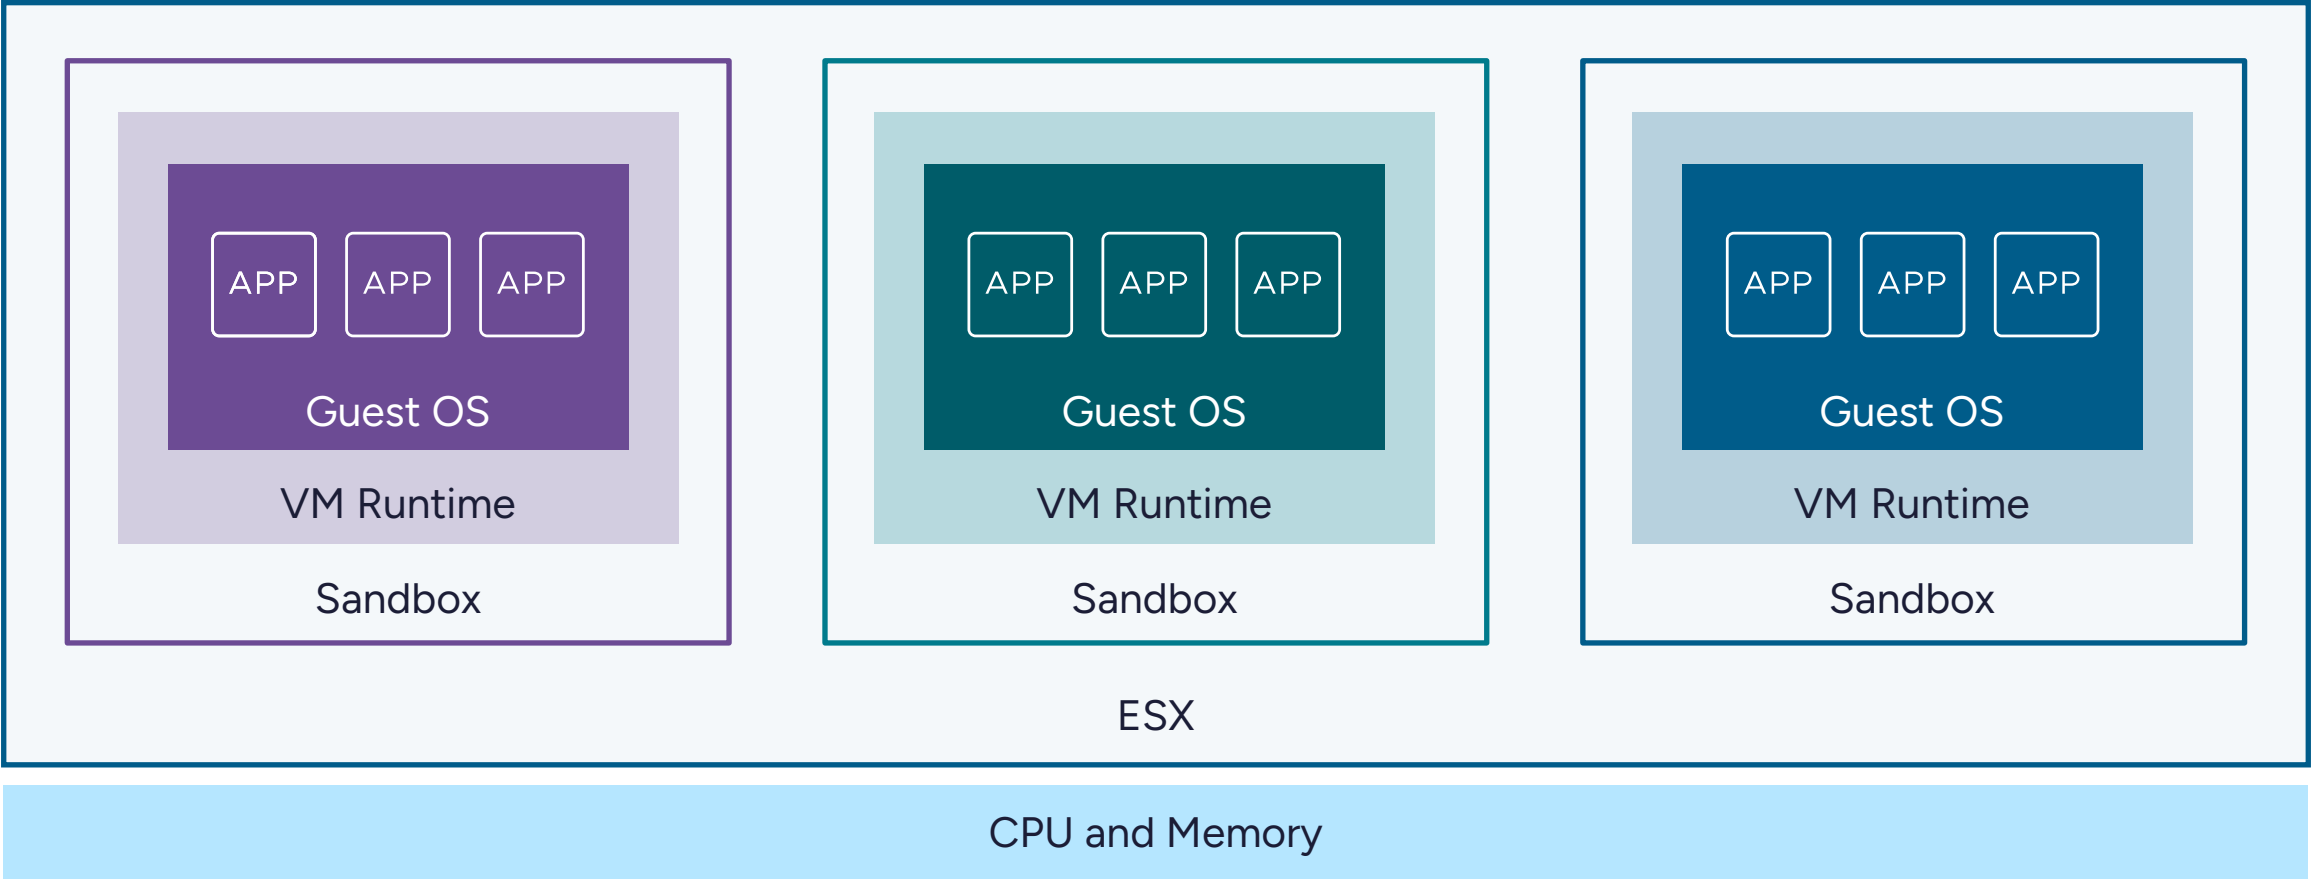 APP APP APP
Guest OS
VM Runtime
Sandbox
APP APP APP
Guest OS
VM Runtime
Sandbox
APP APP APP
Guest OS
VM Runtime
Sandbox
ESX
CPU and Memory